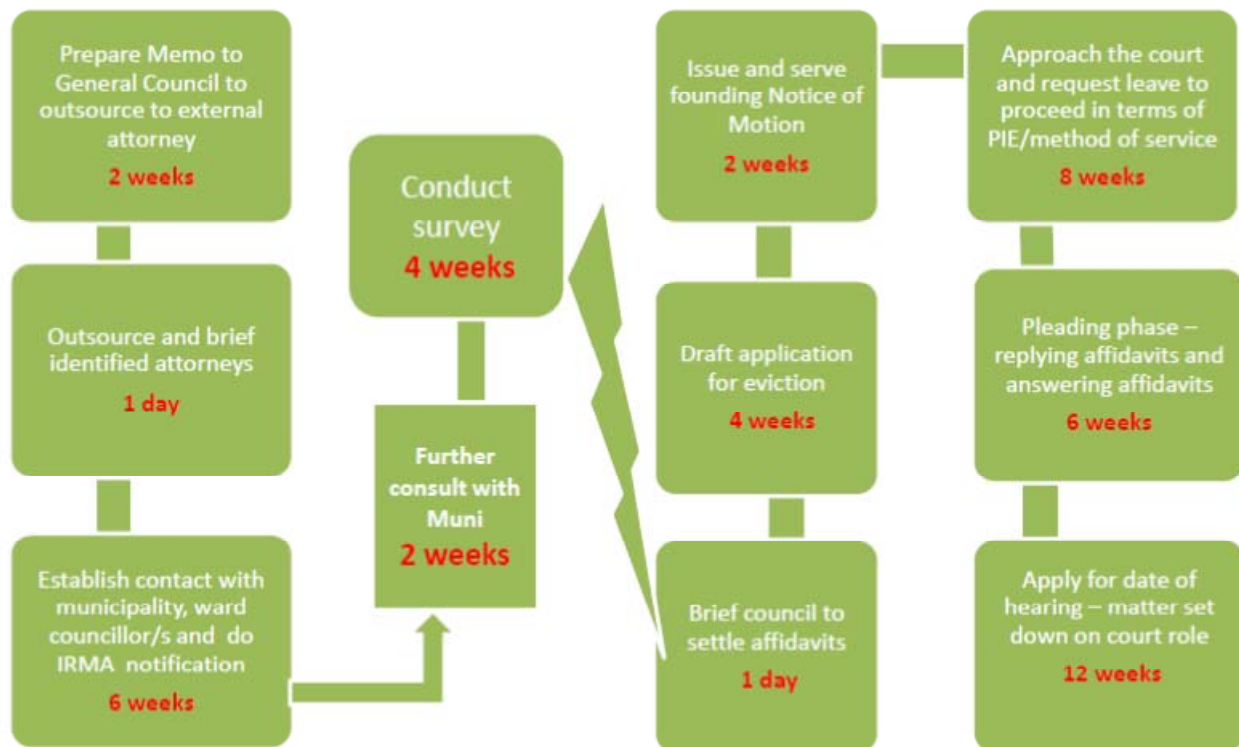 Prepare Memo to
General Council to
outsource to external
attorney
2 weeks
Outsource and brief
identified attorneys
1 day
Establish contact with
municipality, ward
councillor/s and do
IRMA notification
6 weeks
Further
consult with
Muni
2 weeks
Conduct
survey
4 weeks
Brief council to
settle affidavits
1 day
Draft application
for eviction
4 weeks
Issue and serve
founding Notice of
Motion
2 weeks
Approach the court
and request leave to
proceed in terms of
PIE/method of service
8 weeks
Pleading phase –
replying affidavits and
answering affidavits
6 weeks
Apply for date of
hearing – matter set
down on court role
12 weeks